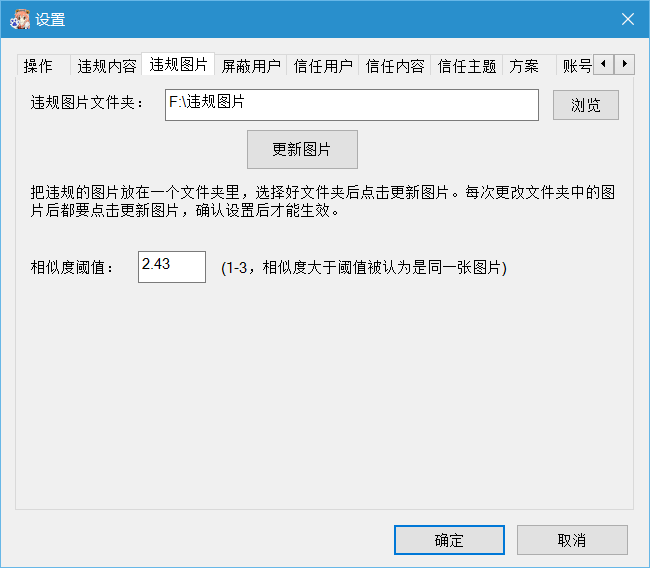 设置
操作 违规内容 违规图片 屏蔽用户 信任用户 信任内容 信任主题 方案 账号
违规图片文件夹： F:\违规图片 浏览
更新图片
把违规的图片放在一个文件夹里，选择好文件夹后点击更新图片。每次更改文件夹中的图
片后都要点击更新图片，确认设置后才能生效。
相似度阈值： 2.43 (1-3，相似度大于阈值被认为是同一张图片)
确定 取消